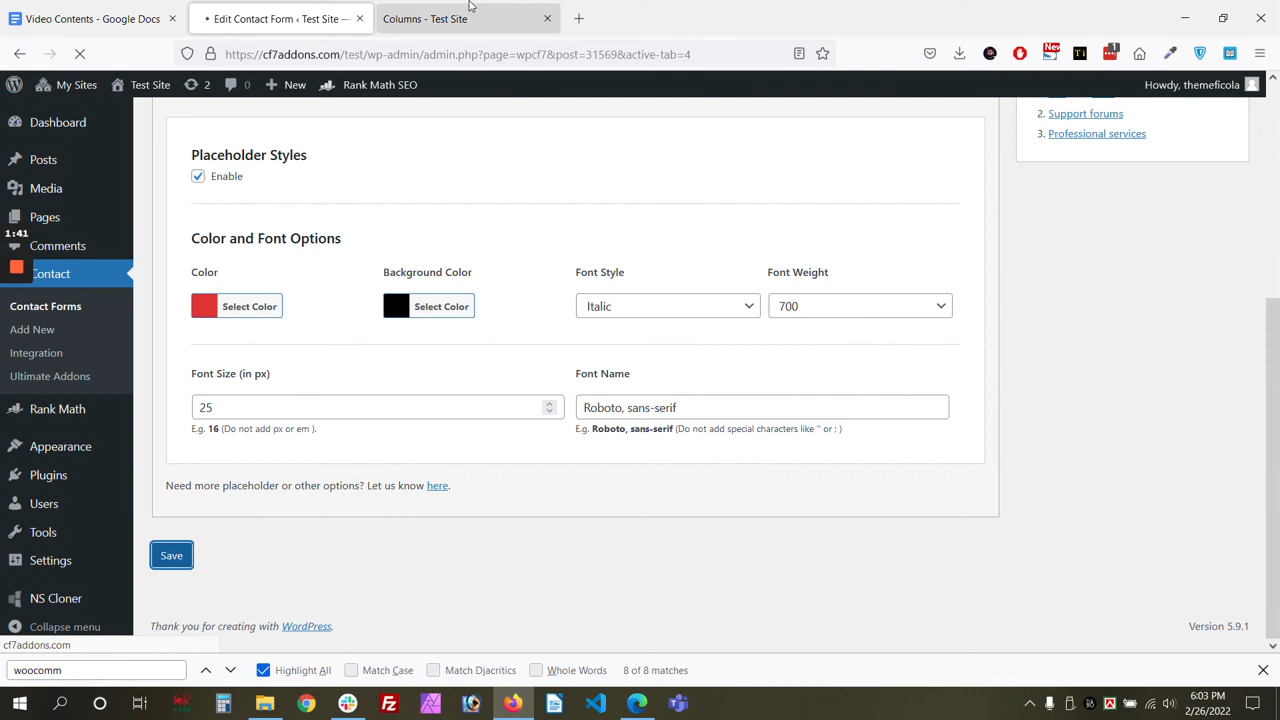 Video Contents - Google Docs
Edit Contact Form ‹ Test Site —
Columns - Test Site
https://cf7addons.com/test/wp-admin/admin.php?page=wpcf7&post=31569&active-tab=4
New
1
My Sites
Test Site
2
0
New
Rank Math SEO
Howdy, themeficola
Dashboard
Posts
Media
Pages
1:41
Comments
Contact
Contact Forms
Add New
Integration
Ultimate Addons
Rank Math
Appearance
Plugins
Users
Tools
Settings
NS Cloner
Collapse menu
2. Support forums
3. Professional services
Placeholder Styles
Enable
Color and Font Options
Color
Background Color
Font Style
Font Weight
Select Color
Select Color
Italic
700
Font Size (in px)
Font Name
25
Roboto, sans-serif
E.g. 16 (Do not add px or em ).
E.g. Roboto, sans-serif (Do not add special characters like '' or ; )
Need more placeholder or other options? Let us know here.
Save
Thank you for creating with WordPress.
Version 5.9.1
cf7addons.com
woocomm
Highlight All
Match Case
Match Diacritics
Whole Words
8 of 8 matches
6:03 PM
2/26/2022